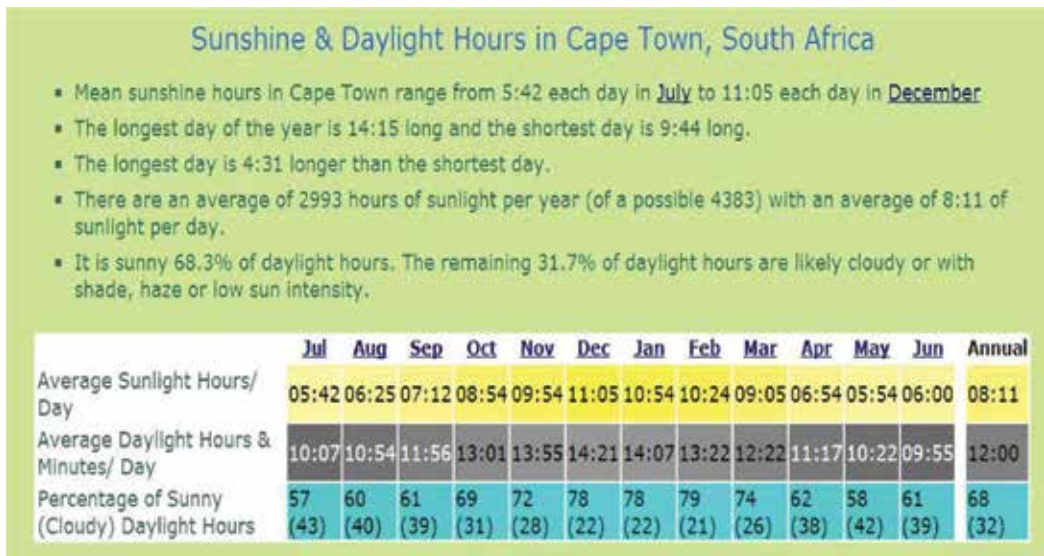 Sunshine & Daylight Hours in Cape Town, South Africa
▪ Mean sunshine hours in Cape Town range from 5:42 each day in July to 11:05 each day in December
▪ The longest day of the year is 14:15 long and the shortest day is 9:44 long.
▪ The longest day is 4:31 longer than the shortest day.
▪ There are an average of 2993 hours of sunlight per year (of a possible 4383) with an average of 8:11 of
sunlight per day.
▪ It is sunny 68.3% of daylight hours. The remaining 31.7% of daylight hours are likely cloudy or with
shade, haze or low sun intensity.
Jul Aug Sep Oct Nov Dec Jan Feb Mar Apr May Jun Annual
Average Sunlight Hours/
Day
05:42 06:25 07:12 08:54 09:54 11:05 10:54 10:24 09:05 06:54 05:54 06:00 08:11
Average Daylight Hours &
Minutes/ Day
10:07 10:54 11:56 13:01 13:55 14:21 14:07 13:22 12:22 11:17 10:22 09:55 12:00
Percentage of Sunny
(Cloudy) Daylight Hours
57 60 61 69 72 78 78 79 74 62 58 61 68
(43) (40) (39) (31) (28) (22) (22) (21) (26) (38) (42) (39) (32)